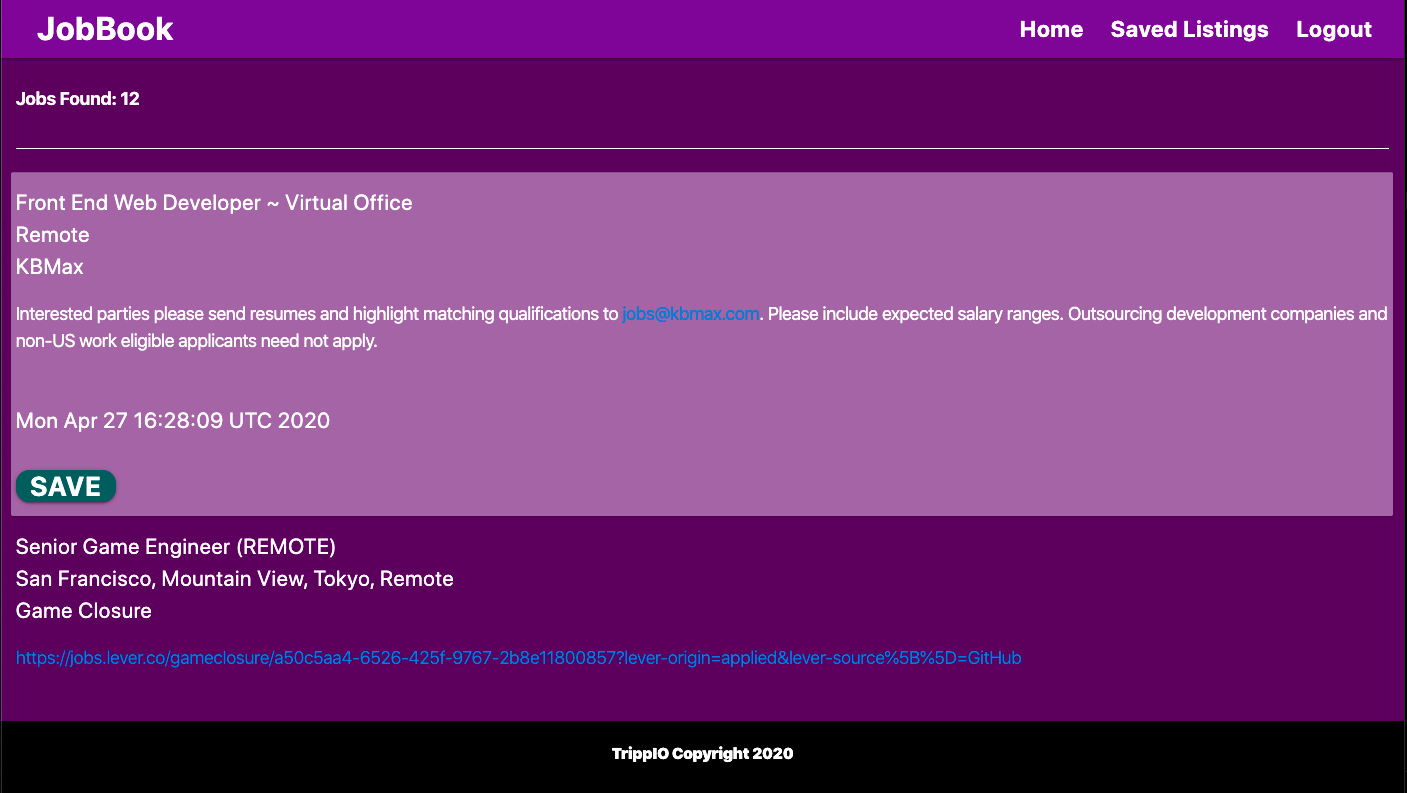 JobBook
Home Saved Listings Logout
Jobs Found: 12
Front End Web Developer ~ Virtual Office
Remote
KBMax
Interested parties please send resumes and highlight matching qualifications to jobs@kbmax.com. Please include expected salary ranges. Outsourcing development companies and
non-US work eligible applicants need not apply.
Mon Apr 27 16:28:09 UTC 2020
SAVE
Senior Game Engineer (REMOTE)
San Francisco, Mountain View, Tokyo, Remote
Game Closure
https://jobs.lever.co/gameclosure/a50c5aa4-6526-425f-9767-2b8e11800857?lever-origin=applied&lever-source%5B%5D=GitHub
TrippIO Copyright 2020